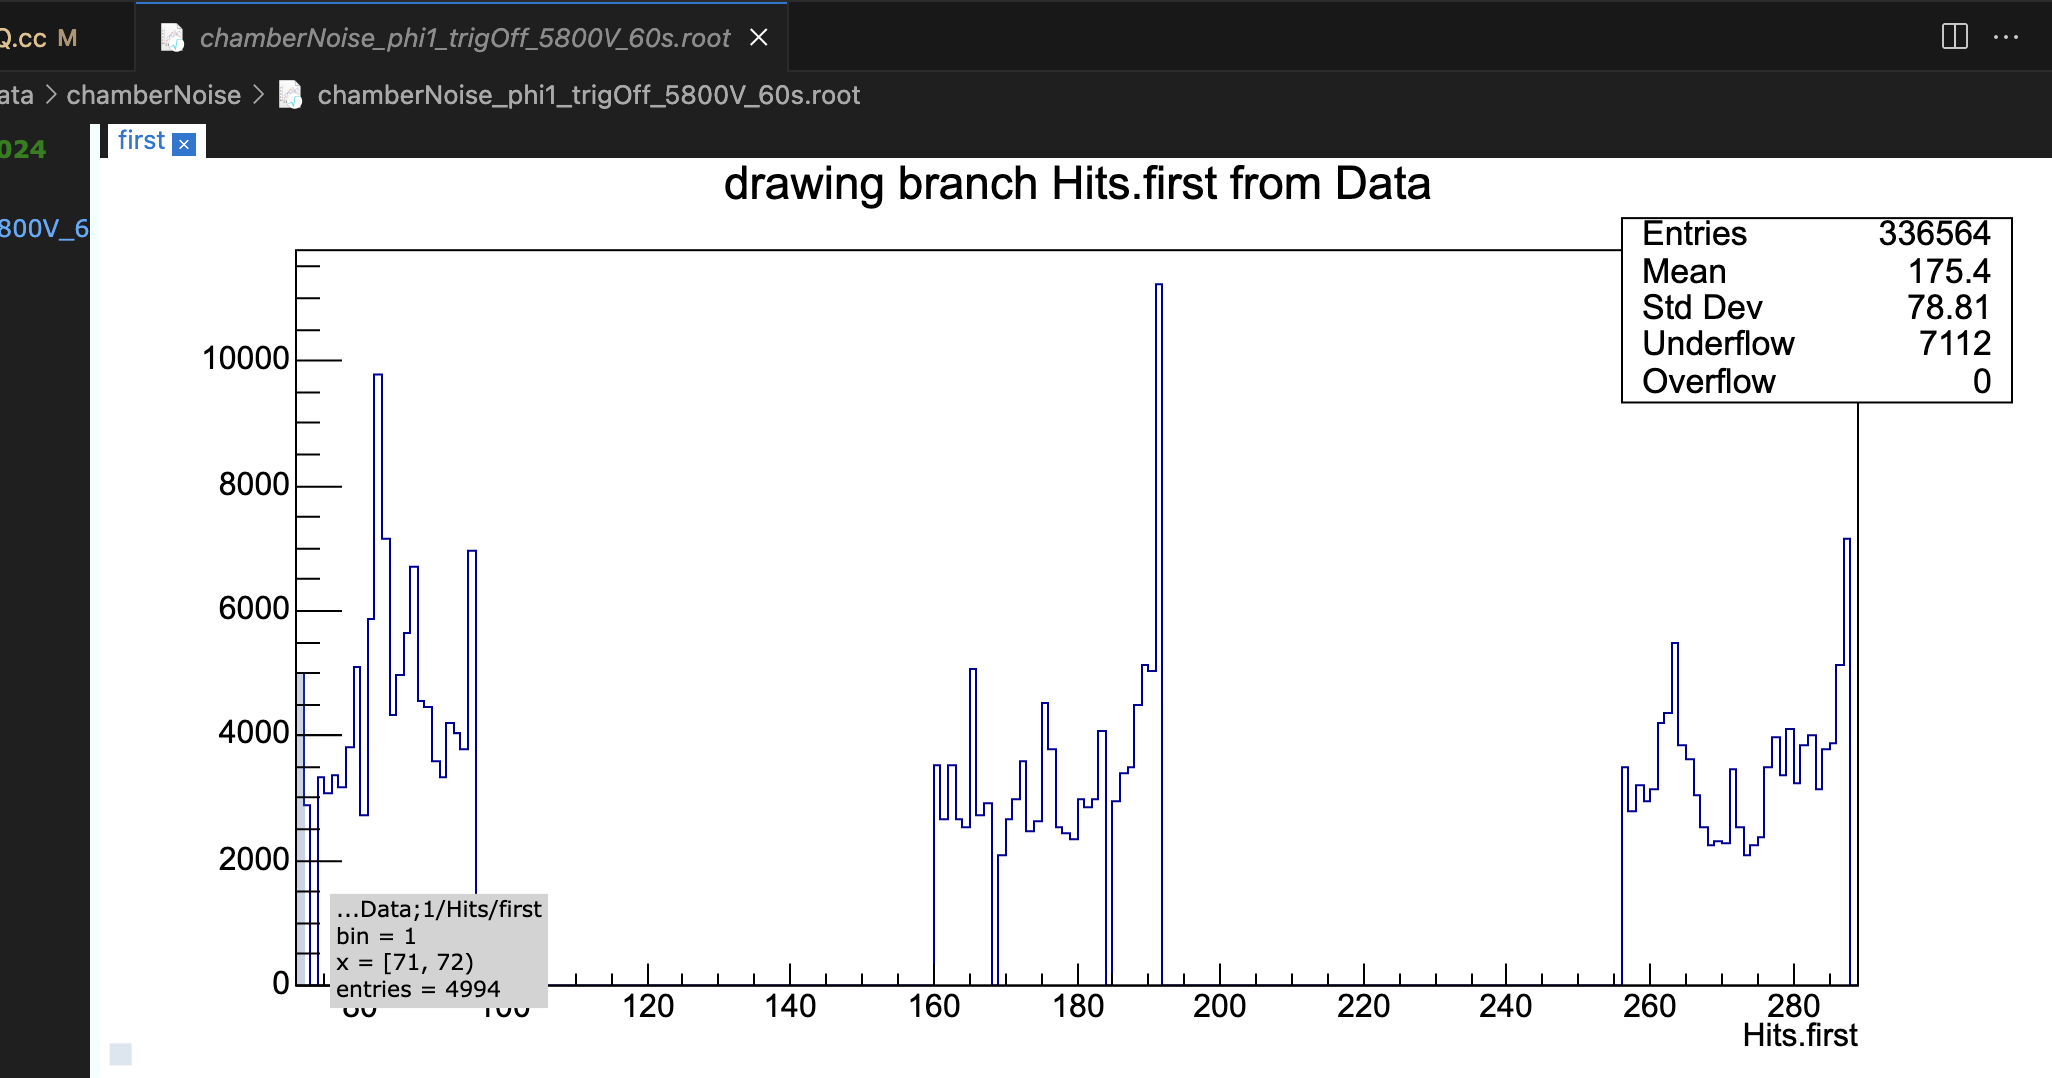 Q.cc M
chamberNoise_phi1_trigOff_5800V_60s.root
ata > chamberNoise > chamberNoise_phi1_trigOff_5800V_60s.root
024
800V_6
first
drawing branch Hits.first from Data
Entries 336564
Mean 175.4
Std Dev 78.81
Underflow 7112
Overflow 0
10000
8000
6000
4000
2000
0
...Data;1/Hits/first
bin = 1
x = [71, 72)
entries = 4994
80 100 120 140 160 180 200 220 240 260 280
Hits.first